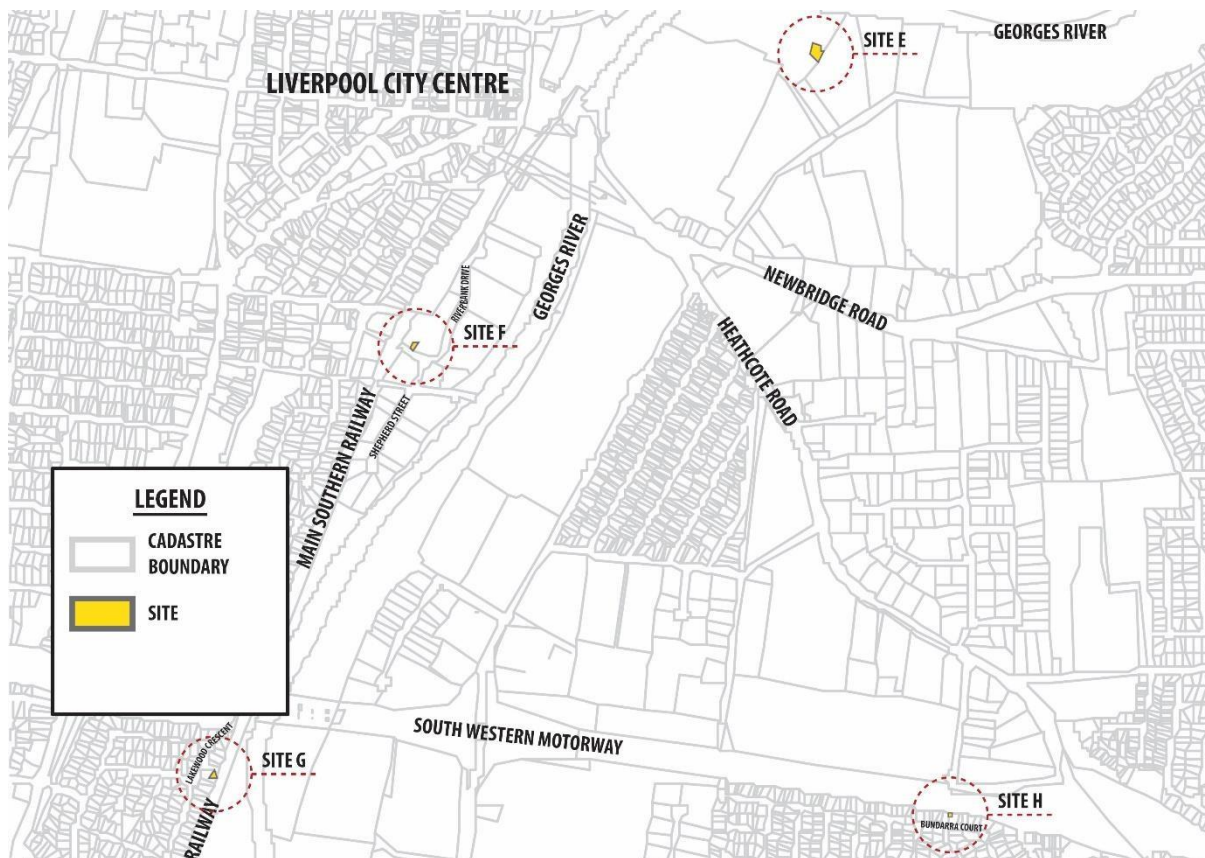 GEORGES RIVER
SITE E
LIVERPOOL CITY CENTRE
GEORGES RIVER
RIVERBANK DRIVE
NEWBRIDGE ROAD
SITE F
HEATHCOTE ROAD
MAIN SOUTHERN RAILWAY
SHEPHERD STREET
LEGEND
CADASTRE
BOUNDARY
SITE
SOUTH WESTERN MOTORWAY
LAKEWOOD CRESCENT
SITE G
SITE H
RAILWAY
BUNDARRA COURT